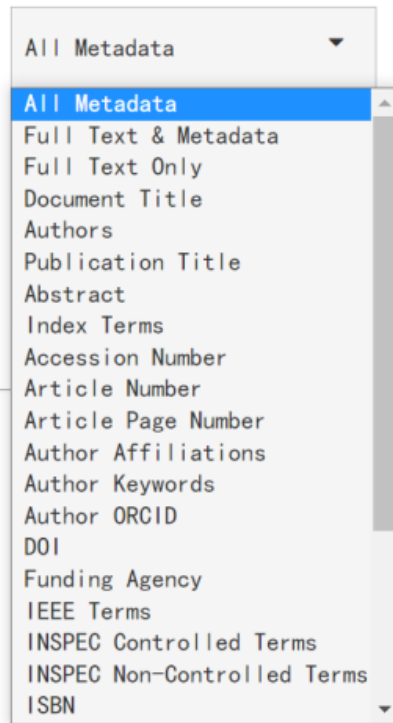 All Metadata
All Metadata
Full Text & Metadata
Full Text Only
Document Title
Authors
Publication Title
Abstract
Index Terms
Accession Number
Article Number
Article Page Number
Author Affiliations
Author Keywords
Author ORCID
DOI
Funding Agency
IEEE Terms
INSPEC Controlled Terms
INSPEC Non-Controlled Terms
ISBN